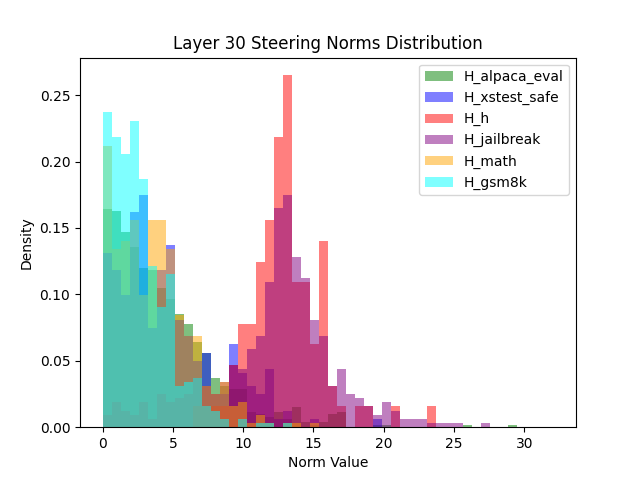 Layer 30 Steering Norms Distribution
H_alpaca_eval
H_xstest_safe
H_h
H_jailbreak
H_math
H_gsm8k
0.25
0.20
0.15
0.10
0.05
0.00
Density
0 5 10 15 20 25 30
Norm Value